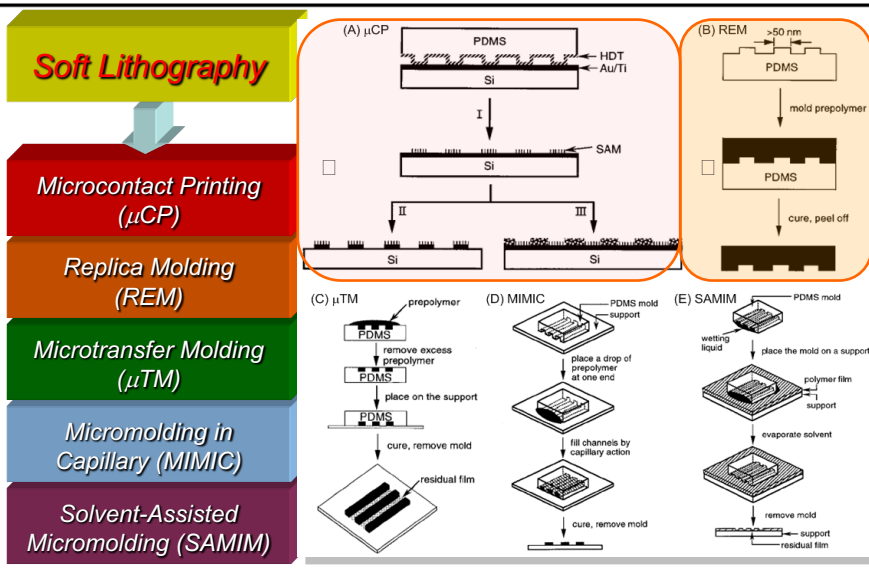 Soft Lithography
Microcontact Printing
(μCP)
Replica Molding
(REM)
Microtransfer Molding
(μTM)
Micromolding in
Capillary (MIMIC)
Solvent-Assisted
Micromolding (SAMIM)
(A) μCP
PDMS
HDT
Au/Ti
Si
I
SAM
Si
II
III
Si
Si
(B) REM
>50 nm
PDMS
mold prepolymer
PDMS
cure, peel off
(C) μTM
prepolymer
PDMS
remove excess
prepolymer
PDMS
place on the support
PDMS
cure, remove mold
residual film
(D) MIMIC
PDMS mold
support
place a drop of
prepolymer
at one end
fill channels by
capillary action
cure, remove mold
(E) SAMIM
PDMS mold
wetting
liquid
place the mold on a support
polymer film
support
evaporate solvent
remove mold
support
residual film